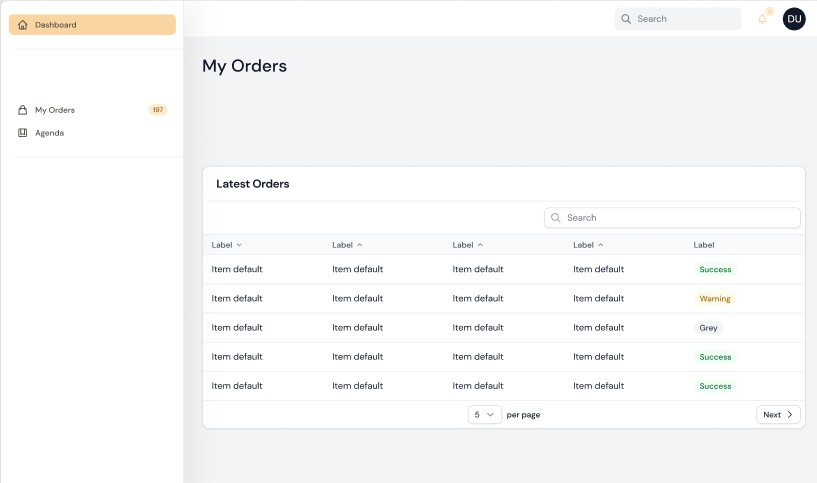 Dashboard
Search
DU
My Orders
My Orders 197
Agenda
Latest Orders
Search
Label Label Label Label Label
Item default Item default Item default Item default Success
Item default Item default Item default Item default Warning
Item default Item default Item default Item default Grey
Item default Item default Item default Item default Success
Item default Item default Item default Item default Success
5 per page Next